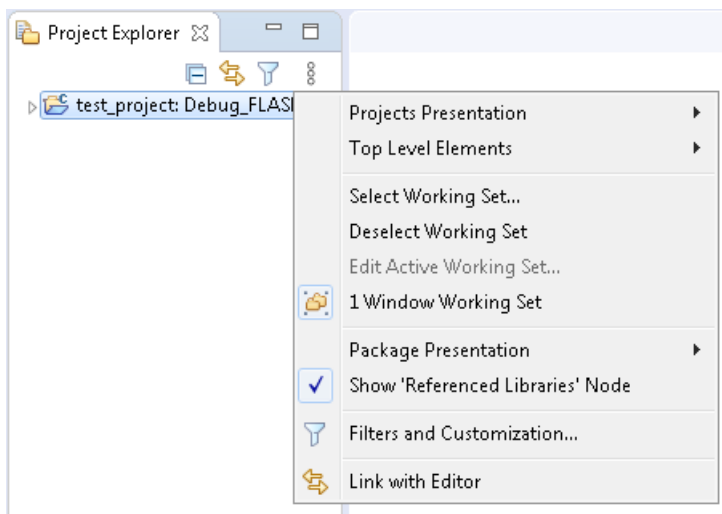 Project Explorer
test_project: Debug_FLAS
Projects Presentation
Top Level Elements
Select Working Set...
Deselect Working Set
Edit Active Working Set...
1 Window Working Set
Package Presentation
Show 'Referenced Libraries' Node
Filters and Customization...
Link with Editor